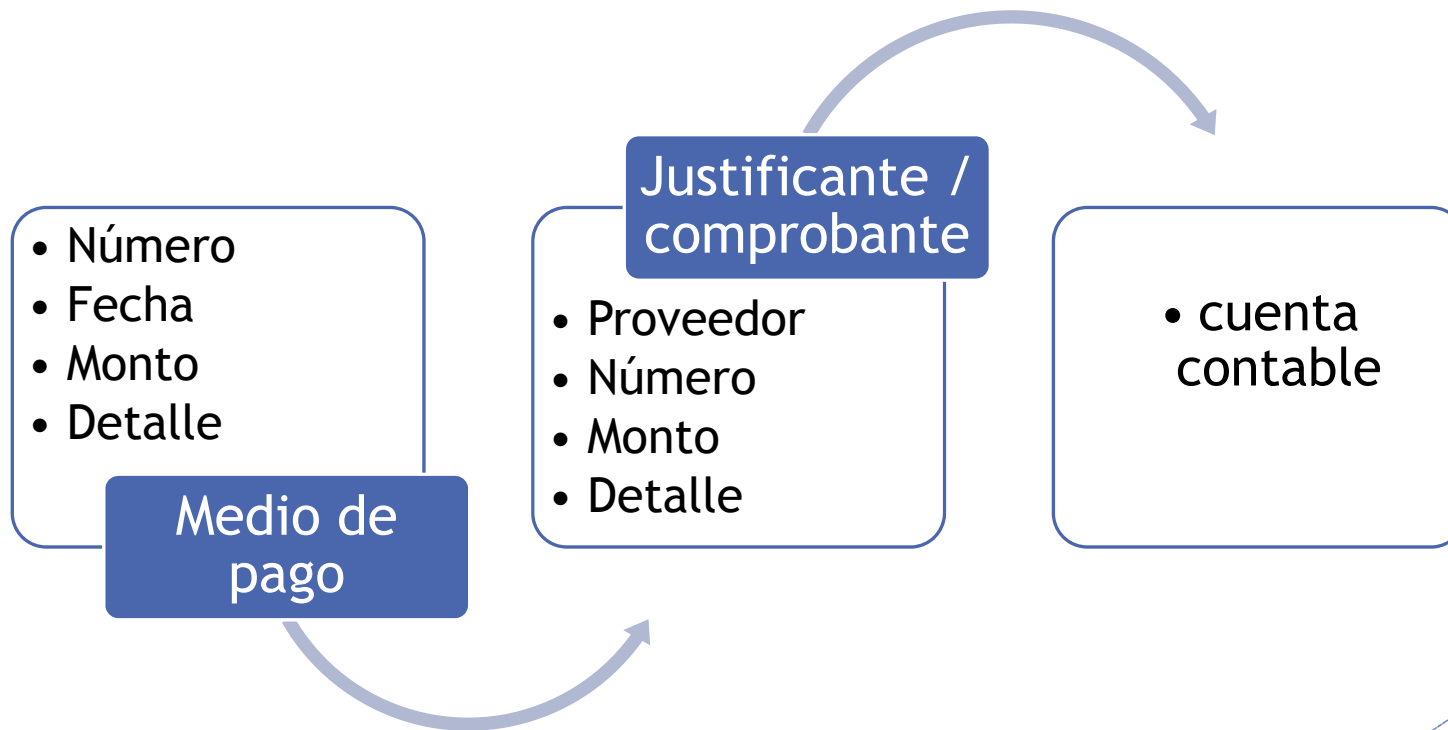 • Número
• Fecha
• Monto
• Detalle
Medio de
pago
Justificante /
comprobante
• Proveedor
• Número
• Monto
• Detalle
• cuenta
contable